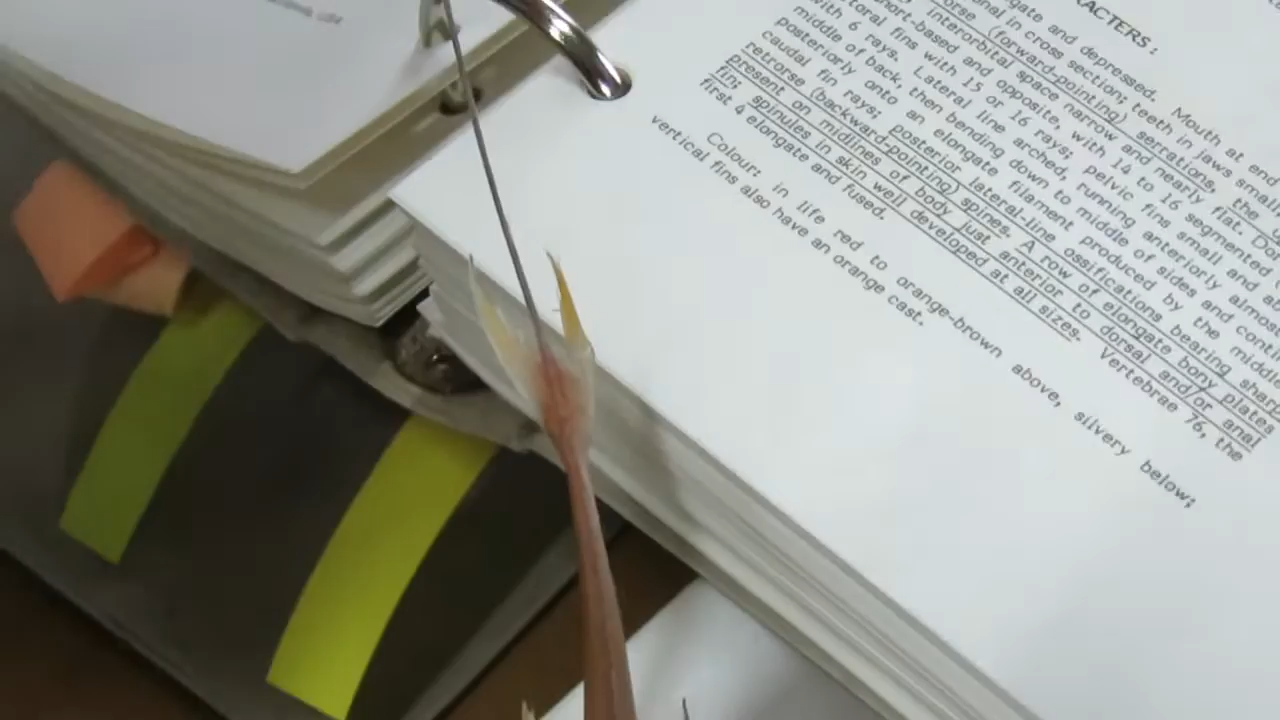 ACTERS:
gate and depressed. Mouth at end
nal in cross section; teeth in jaws small
orse (forward-pointing) serrations, the
interorbital space narrow and nearly flat. Do
hort-based and opposite, with 14 to 16 segmented
toral fins with 15 or 16 rays; pelvic fins small and
with 6 rays. Lateral line arched, running anteriorly almos
middle of back, then bending down to middle of sides and conti
posteriorly onto an elongate filament produced by the middl
caudal fin rays; posterior lateral-line ossifications bearing sharp
retrorse (backward-pointing) spines. A row of elongate bony plates
present on midlines of body just anterior to dorsal and/or anal
fin; spinules in skin well developed at all sizes. Vertebrae 76, the
first 4 elongate and fused.
Colour: in life red to orange-brown above, silvery below;
vertical fins also have an orange cast.